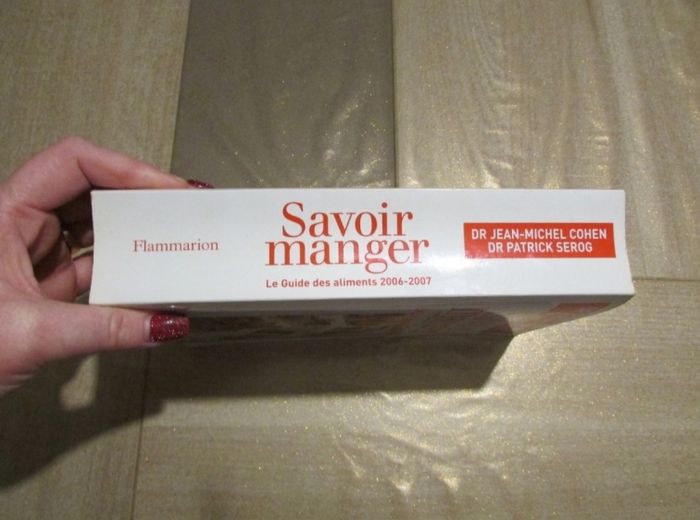 Flammarion
Savoir
manger
Le Guide des aliments 2006-2007
DR JEAN-MICHEL COHEN
DR PATRICK SEROG